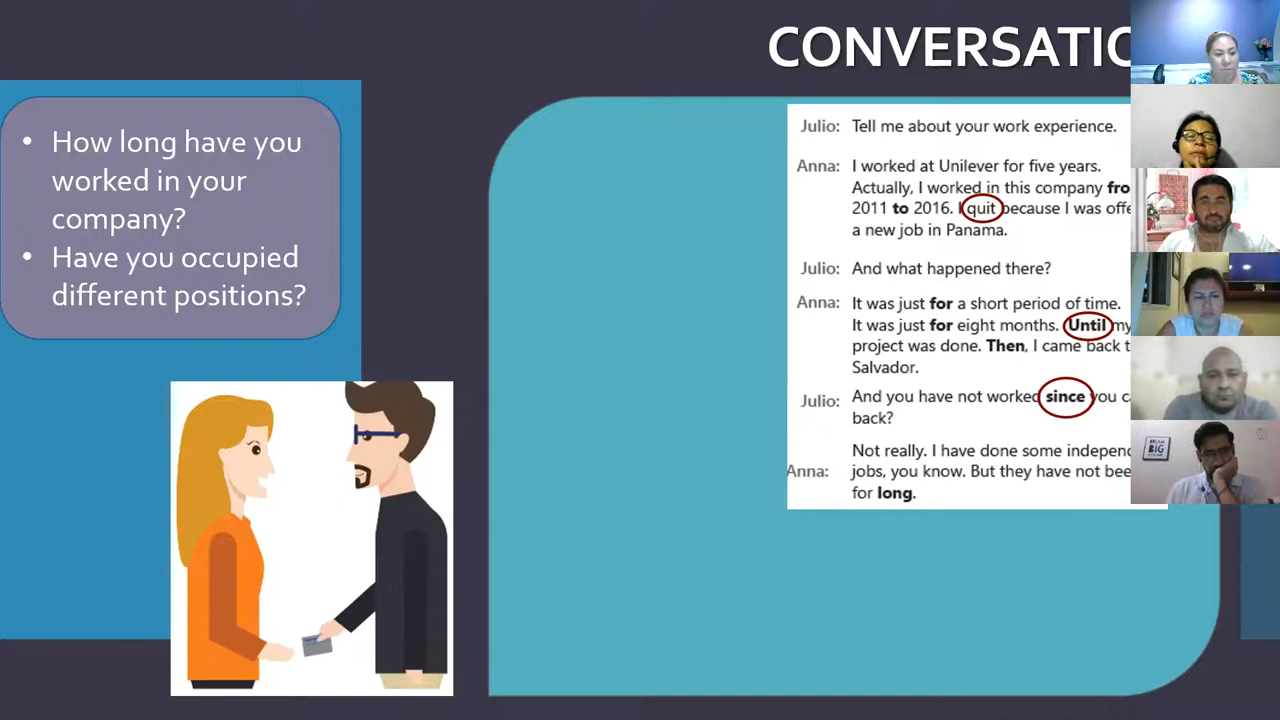 CONVERSATIO
• How long have you
worked in your
company?
• Have you occupied
different positions?
Julio: Tell me about your work experience.
Anna: I worked at Unilever for five years.
Actually, I worked in this company fro
2011 to 2016. I quit because I was offe
a new job in Panama.
Julio: And what happened there?
Anna: It was just for a short period of time.
It was just for eight months. Until my
project was done. Then, I came back t
Salvador.
Julio: And you have not worked since you ca
back?
Not really. I have done some independ
Anna: jobs, you know. But they have not bee
for long.
DREAM
BIG